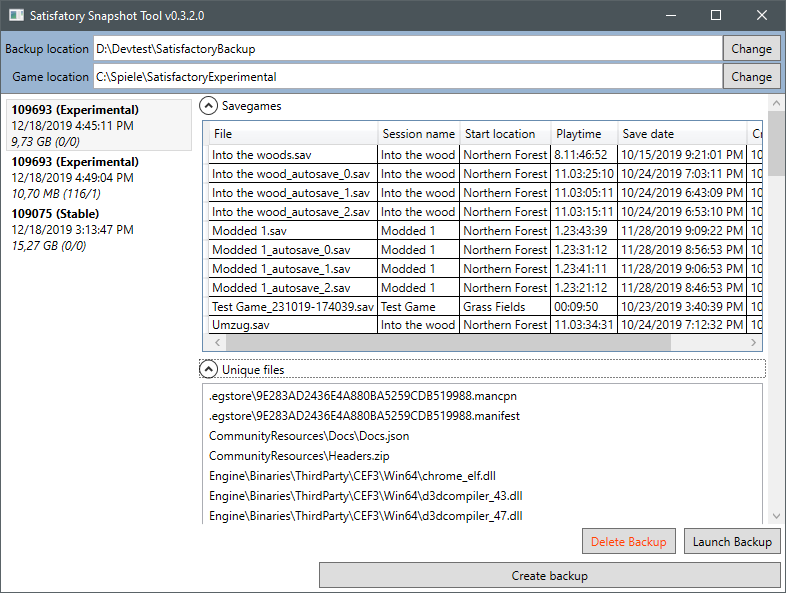 Satisfatory Snapshot Tool v0.3.2.0
Backup location D:\Devtest\SatisfactoryBackup Change
Game location C:\Spiele\SatisfactoryExperimental Change
109693 (Experimental)
12/18/2019 4:45:11 PM
9,73 GB (0/0)
109693 (Experimental)
12/18/2019 4:49:04 PM
10,70 MB (116/1)
109075 (Stable)
12/18/2019 3:13:47 PM
15,27 GB (0/0)
Savegames
File Session name Start location Playtime Save date
Into the woods.sav Into the wood Northern Forest 8.11:46:52 10/15/2019 9:21:01 PM 10
Into the wood_autosave_0.sav Into the wood Northern Forest 11.03:25:10 10/24/2019 7:03:11 PM 10
Into the wood_autosave_1.sav Into the wood Northern Forest 11.03:05:11 10/24/2019 6:43:09 PM 10
Into the wood_autosave_2.sav Into the wood Northern Forest 11.03:15:11 10/24/2019 6:53:10 PM 10
Modded 1.sav Modded 1 Northern Forest 1.23:43:39 11/28/2019 9:09:22 PM 10
Modded 1_autosave_0.sav Modded 1 Northern Forest 1.23:31:12 11/28/2019 8:56:53 PM 10
Modded 1_autosave_1.sav Modded 1 Northern Forest 1.23:41:11 11/28/2019 9:06:53 PM 10
Modded 1_autosave_2.sav Modded 1 Northern Forest 1.23:21:12 11/28/2019 8:46:53 PM 10
Test Game_231019-174039.sav Test Game Grass Fields 00:09:50 10/23/2019 3:40:39 PM 10
Umzug.sav Into the wood Northern Forest 11.03:34:31 10/24/2019 7:12:32 PM 10
Unique files
.egstore\9E283AD2436E4A880BA5259CDB519988.mancpn
.egstore\9E283AD2436E4A880BA5259CDB519988.manifest
CommunityResources\Docs\Docs.json
CommunityResources\Headers.zip
Engine\Binaries\ThirdParty\CEF3\Win64\chrome_elf.dll
Engine\Binaries\ThirdParty\CEF3\Win64\d3dcompiler_43.dll
Engine\Binaries\ThirdParty\CEF3\Win64\d3dcompiler_47.dll
Delete Backup Launch Backup
Create backup